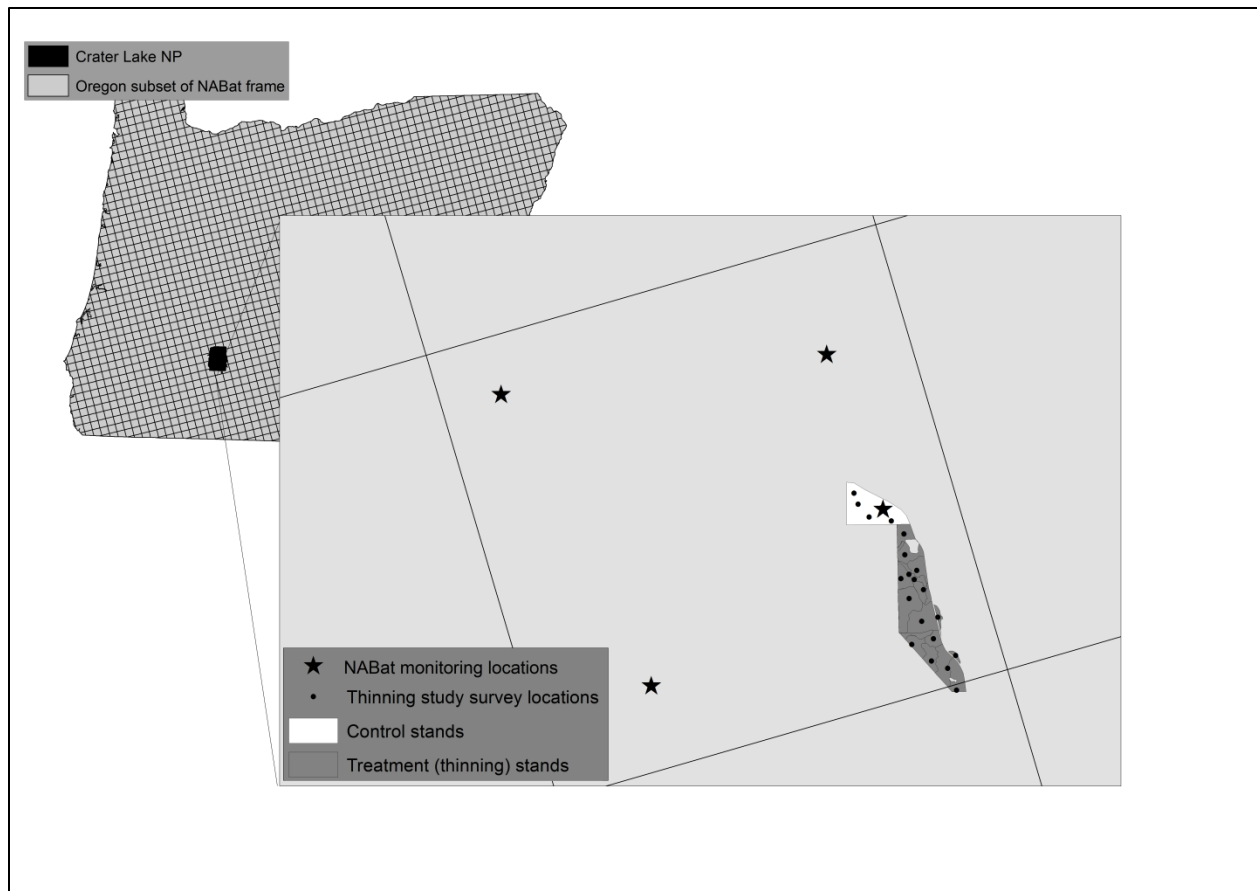 Crater Lake NP
Oregon subset of NABat frame
NABat monitoring locations
Thinning study survey locations
Control stands
Treatment (thinning) stands